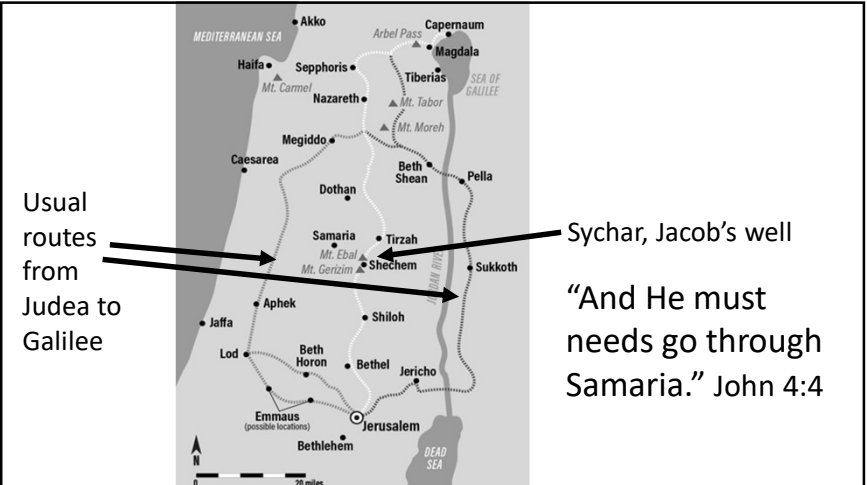 Akko
Capernaum
Arbel Pass
MEDITERRANEAN SEA
Magdala
Haifa
Sepphoris
Tiberias
SEA OF
GALILEE
Mt. Carmel
Nazareth
Mt. Tabor
Mt. Moreh
Megiddo
Caesarea
Beth
Shean
Pella
Dothan
Usual
routes
from
Judea to
Galilee
Samaria
Tirzah
Mt. Ebal
Mt. Gerizim
Shechem
JORDAN RIVER
Sukkoth
Sychar, Jacob’s well
“And He must
needs go through
Samaria.” John 4:4
Aphek
Jaffa
Shiloh
Lod
Beth
Horon
Bethel
Jericho
Emmaus
(possible locations)
Jerusalem
Bethlehem
DEAD
SEA
N
0 20 miles